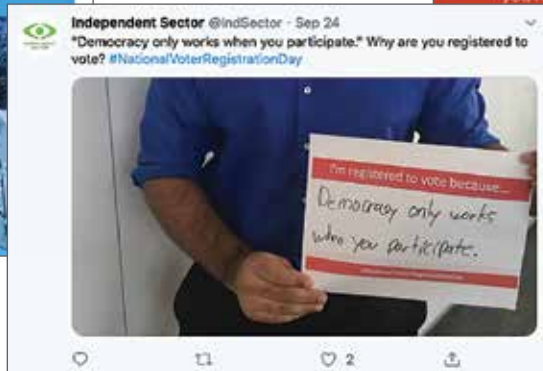 Independent Sector @IndSector · Sep 24
"Democracy only works when you participate." Why are you registered to
vote? #NationalVoterRegistrationDay
I'm registered to vote because...
Democracy only works
when you participate.
2